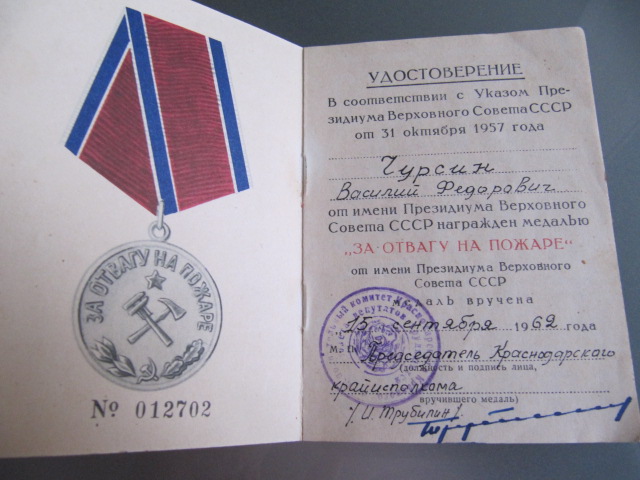 ЗА ОТВАГУ НА ПОЖАРЕ
№ 012702
УДОСТОВЕРЕНИЕ
В соответствии с Указом Пре-
зидиума Верховного Совета СССР
от 31 октября 1957 года
Чурсин
Василий Федорович
от имени Президиума Верховного
Совета СССР награжден медалью
„ЗА ОТВАГУ НА ПОЖАРЕ“
от имени Президиума Верховного
Совета СССР
медаль вручена
„15 сентября 1962 года
М. П. Председатель Краснодарского
(должность и подпись лица,
крайисполкома
вручившего медаль)
/И. Трубилин/